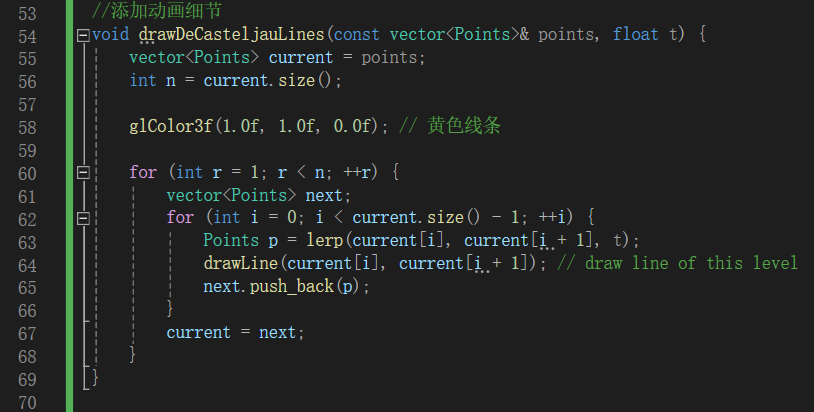 53 //添加动画细节
54 void drawDeCasteljauLines(const vector<Points>& points, float t) {
55 vector<Points> current = points;
56 int n = current.size();
57
58 glColor3f(1.0f, 1.0f, 0.0f); // 黄色线条
59
60 for (int r = 1; r < n; ++r) {
61 vector<Points> next;
62 for (int i = 0; i < current.size() - 1; ++i) {
63 Points p = lerp(current[i], current[i + 1], t);
64 drawLine(current[i], current[i + 1]); // draw line of this level
65 next.push_back(p);
66 }
67 current = next;
68 }
69 }
70